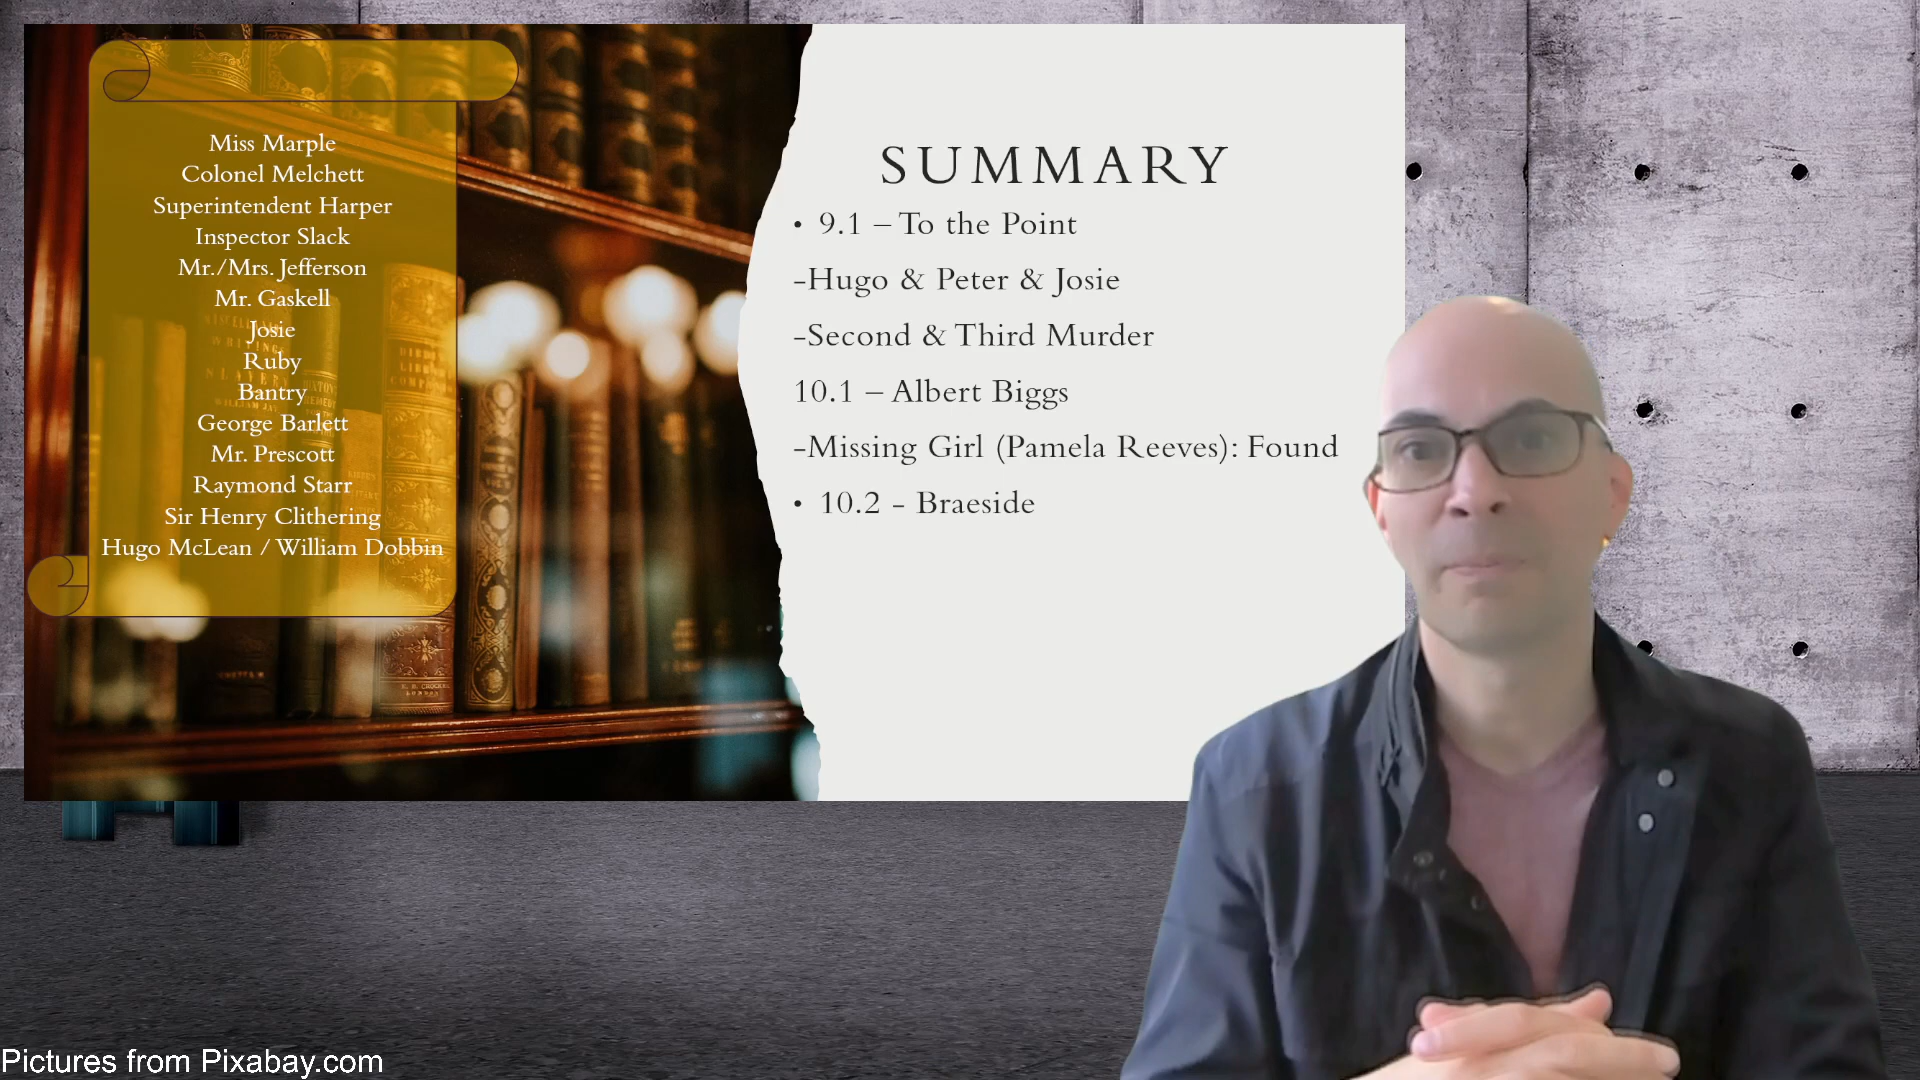 Miss Marple
Colonel Melchett
Superintendent Harper
Inspector Slack
Mr./Mrs. Jefferson
Mr. Gaskell
Josie
Ruby
Bantry
George Barlett
Mr. Prescott
Raymond Starr
Sir Henry Clithering
Hugo McLean / William Dobbin
SUMMARY
• 9.1 – To the Point
-Hugo & Peter & Josie
-Second & Third Murder
10.1 – Albert Biggs
-Missing Girl (Pamela Reeves): Found
• 10.2 - Braeside
Pictures from Pixabay.com